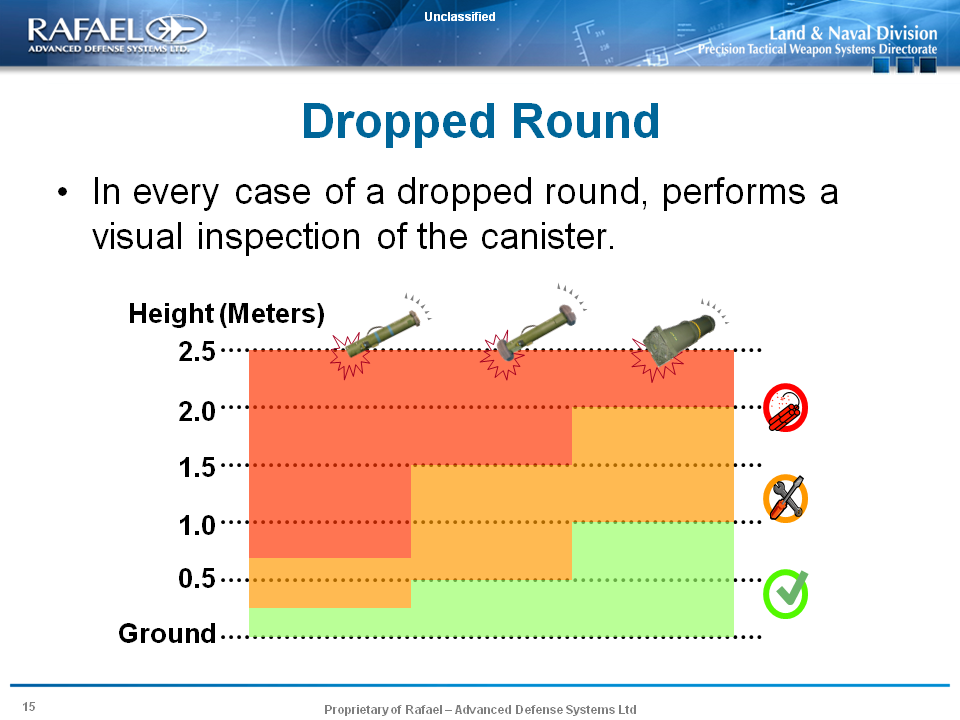 Unclassified
RAFAEL
ADVANCED DEFENSE SYSTEMS LTD.
Land & Naval Division
Precision Tactical Weapon Systems Directorate
Dropped Round
• In every case of a dropped round, performs a
visual inspection of the canister.
Height (Meters)
2.5
2.0
1.5
1.0
0.5
Ground
15
Proprietary of Rafael – Advanced Defense Systems Ltd